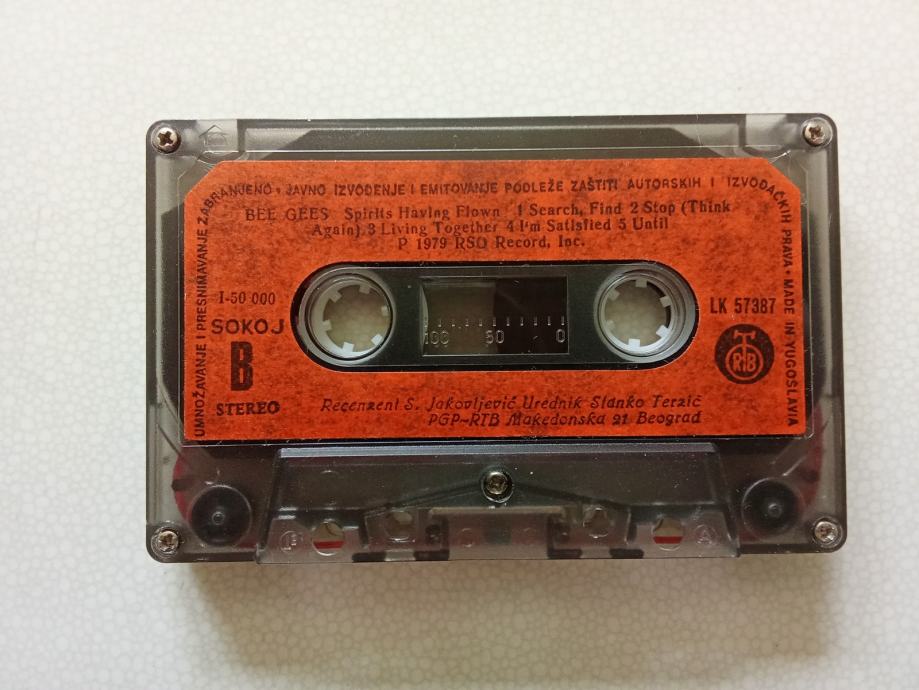 UMNOŽAVANJE I PRESNIMAVANJE ZABRANJENO • JAVNO IZVOĐENJE I EMITOVANJE PODLEŽE ZAŠTITI AUTORSKIH I IZVOĐAČKIH PRAVA • MADE IN YUGOSLAVIA
BEE GEES Spirits Having Flown 1 Search, Find 2 Stop (Think
Again) 3 Living Together 4 I'm Satisfied 5 Until
P 1979 RSO Record, Inc.
I-50 000
SOKOJ
B
STEREO
100 50 0
LK 57387
RTB
Recenzent S. Jakovljević Urednik Stanko Terzić
PGP-RTB Makedonska 21 Beograd